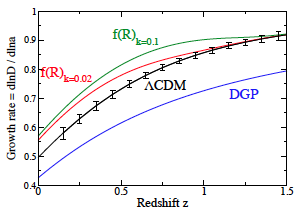 1
0.9
0.8
0.7
0.6
0.5
0.4
Growth rate = dlnD / dlna
f(R)k=0.1
f(R)k=0.02
ΛCDM
DGP
0 0.5 1 1.5
Redshift z